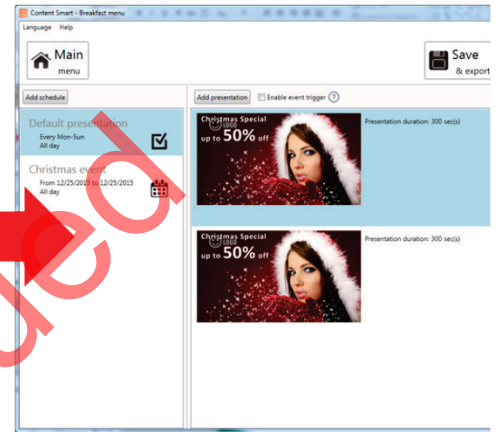 Content Smart - Breakfast menu
Language Help
Main
menu
Save
& export
Add schedule
Add presentation
Enable event trigger ?
Default presentation
Every Mon-Sun
All day
Christmas event
From 12/25/2015 to 12/25/2015
All day
Christmas Special
LOGO
up to 50% off
Presentation duration: 300 sec(s)
Christmas Special
LOGO
up to 50% off
Presentation duration: 300 sec(s)
ded